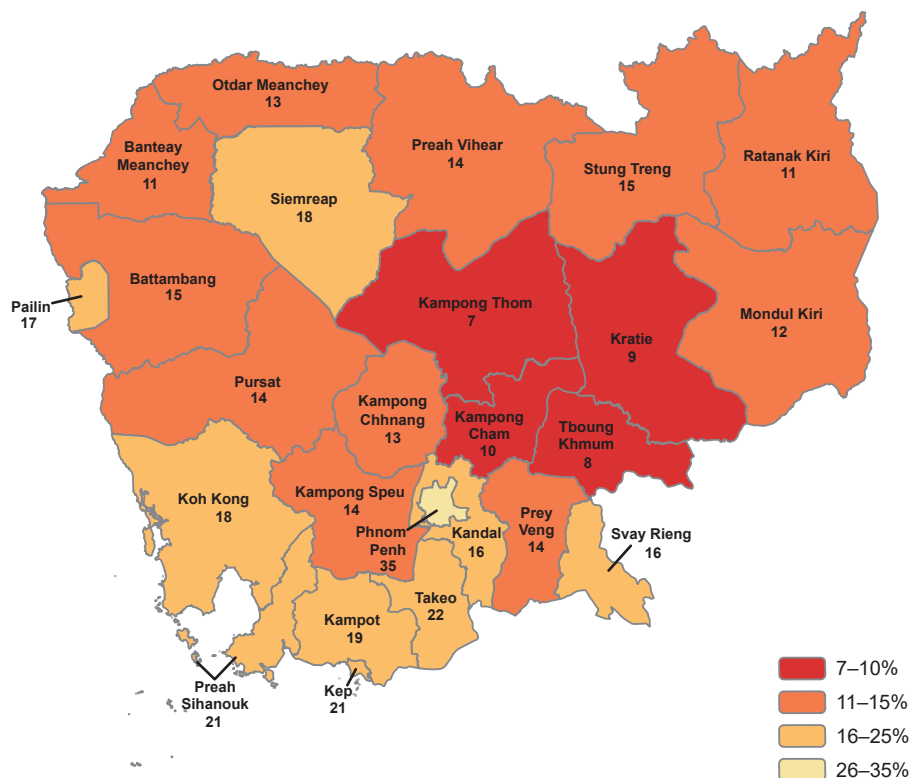 Otdar Meanchey
13
Banteay
Meanchey
11
Preah Vihear
14
Stung Treng
15
Ratanak Kiri
11
Siemreap
18
Battambang
15
Pailin
17
Kampong Thom
7
Kratie
9
Mondul Kiri
12
Pursat
14
Kampong
Chhnang
13
Kampong
Cham
10
Tboung
Khmum
8
Koh Kong
18
Kampong Speu
14
Phnom
Penh
35
Kandal
16
Prey
Veng
14
Svay Rieng
16
Takeo
22
Kampot
19
Preah
Sihanouk
21
Kep
21
7–10%
11–15%
16–25%
26–35%